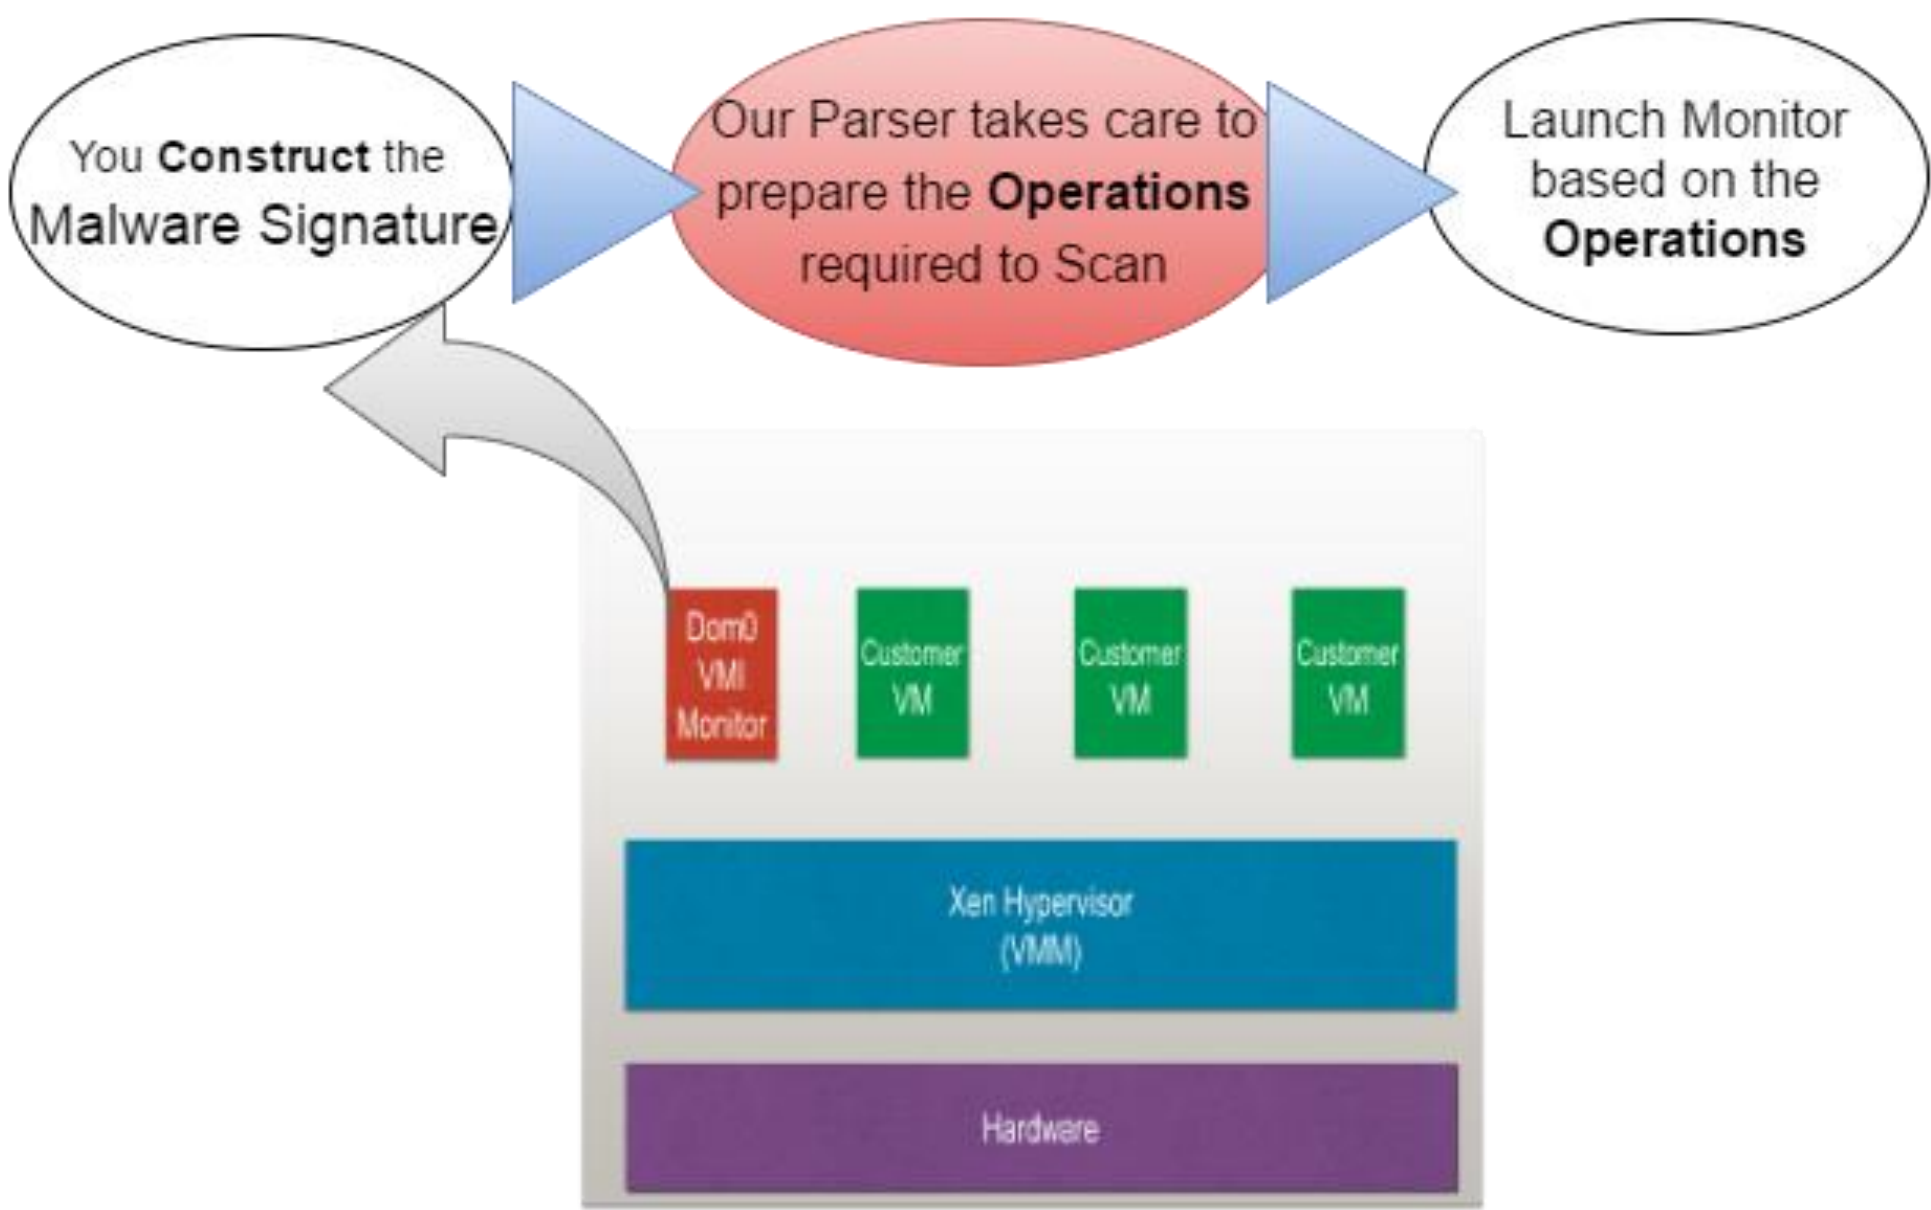 You Construct the
Malware Signature
Our Parser takes care to
prepare the Operations
required to Scan
Launch Monitor
based on the
Operations
Dom0
VMI
Monitor
Customer
VM
Customer
VM
Customer
VM
Xen Hypervisor
(VMM)
Hardware